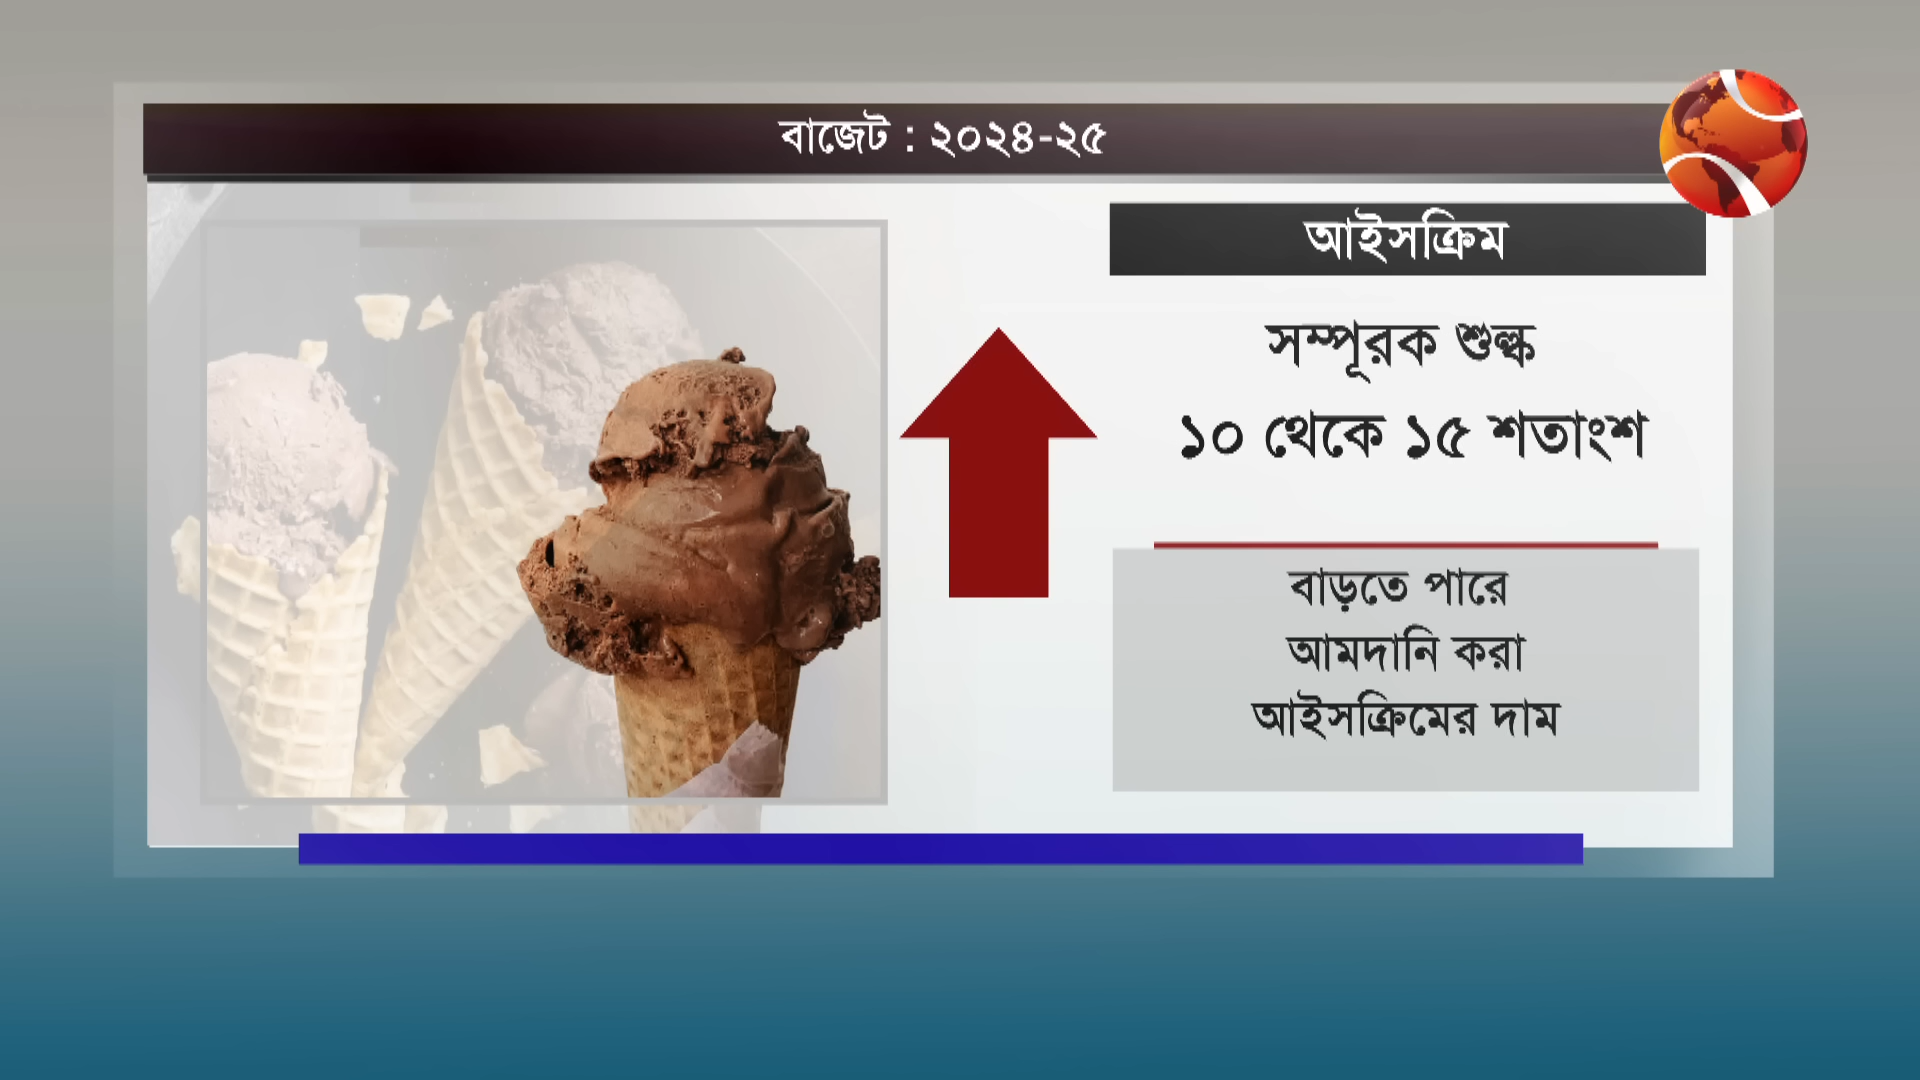 বাজেট : ২০২৪-২৫
আইসক্রিম
সম্পূরক শুল্ক
১০ থেকে ১৫ শতাংশ
বাড়তে পারে
আমদানি করা
আইসক্রিমের দাম